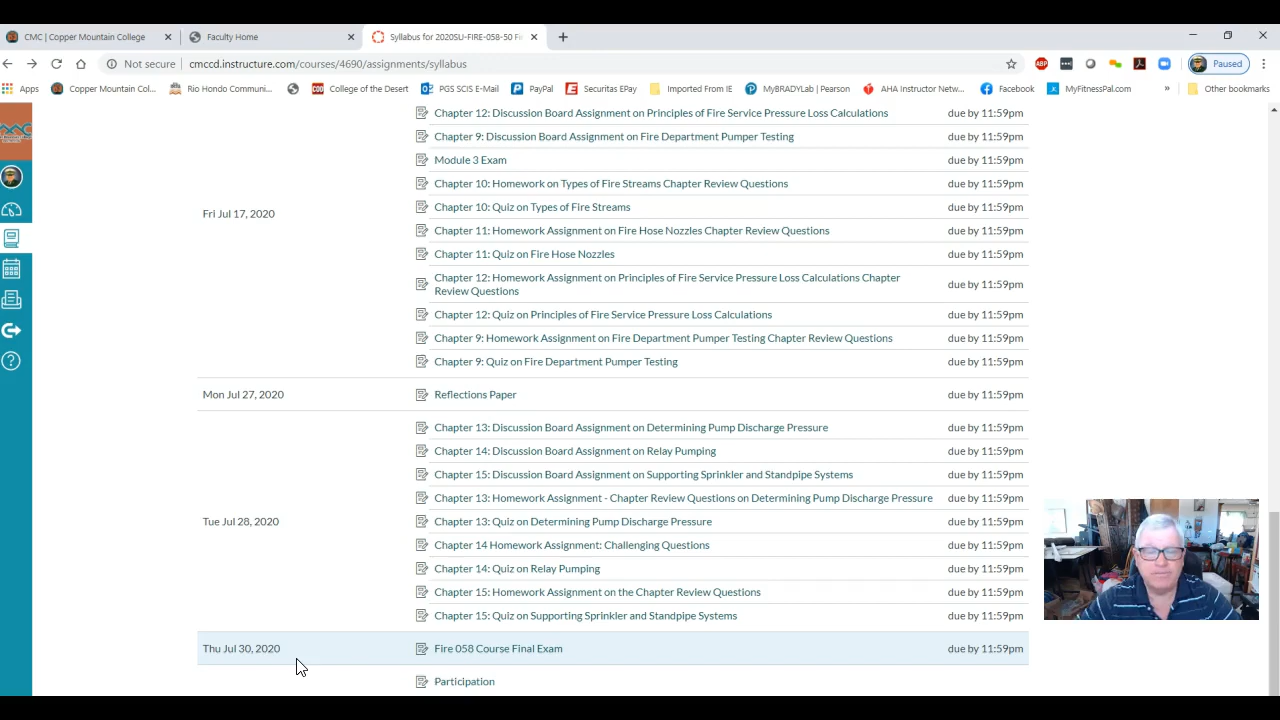 CMC | Copper Mountain College
Faculty Home
Syllabus for 2020SU-FIRE-058-50 Fi
Not secure
cmccd.instructure.com/courses/4690/assignments/syllabus
ABP
Paused
Apps
Copper Mountain Col...
Rio Hondo Communi...
COD
College of the Desert
PGS SCIS E-Mail
PayPal
Securitas EPay
Imported From IE
MyBRADYLab | Pearson
AHA Instructor Netw...
Facebook
MyFitnessPal.com
»
Other bookmarks
Chapter 12: Discussion Board Assignment on Principles of Fire Service Pressure Loss Calculations due by 11:59pm
Chapter 9: Discussion Board Assignment on Fire Department Pumper Testing due by 11:59pm
Module 3 Exam due by 11:59pm
Chapter 10: Homework on Types of Fire Streams Chapter Review Questions due by 11:59pm
Fri Jul 17, 2020
Chapter 10: Quiz on Types of Fire Streams due by 11:59pm
Chapter 11: Homework Assignment on Fire Hose Nozzles Chapter Review Questions due by 11:59pm
Chapter 11: Quiz on Fire Hose Nozzles due by 11:59pm
Chapter 12: Homework Assignment on Principles of Fire Service Pressure Loss Calculations Chapter
Review Questions due by 11:59pm
Chapter 12: Quiz on Principles of Fire Service Pressure Loss Calculations due by 11:59pm
Chapter 9: Homework Assignment on Fire Department Pumper Testing Chapter Review Questions due by 11:59pm
Chapter 9: Quiz on Fire Department Pumper Testing due by 11:59pm
Mon Jul 27, 2020 Reflections Paper due by 11:59pm
Chapter 13: Discussion Board Assignment on Determining Pump Discharge Pressure due by 11:59pm
Chapter 14: Discussion Board Assignment on Relay Pumping due by 11:59pm
Chapter 15: Discussion Board Assignment on Supporting Sprinkler and Standpipe Systems due by 11:59pm
Chapter 13: Homework Assignment - Chapter Review Questions on Determining Pump Discharge Pressure due by 11:59pm
Tue Jul 28, 2020 Chapter 13: Quiz on Determining Pump Discharge Pressure due by 11:59pm
Chapter 14 Homework Assignment: Challenging Questions due by 11:59pm
Chapter 14: Quiz on Relay Pumping due by 11:59pm
Chapter 15: Homework Assignment on the Chapter Review Questions due by 11:59pm
Chapter 15: Quiz on Supporting Sprinkler and Standpipe Systems due by 11:59pm
Thu Jul 30, 2020 Fire 058 Course Final Exam due by 11:59pm
Participation